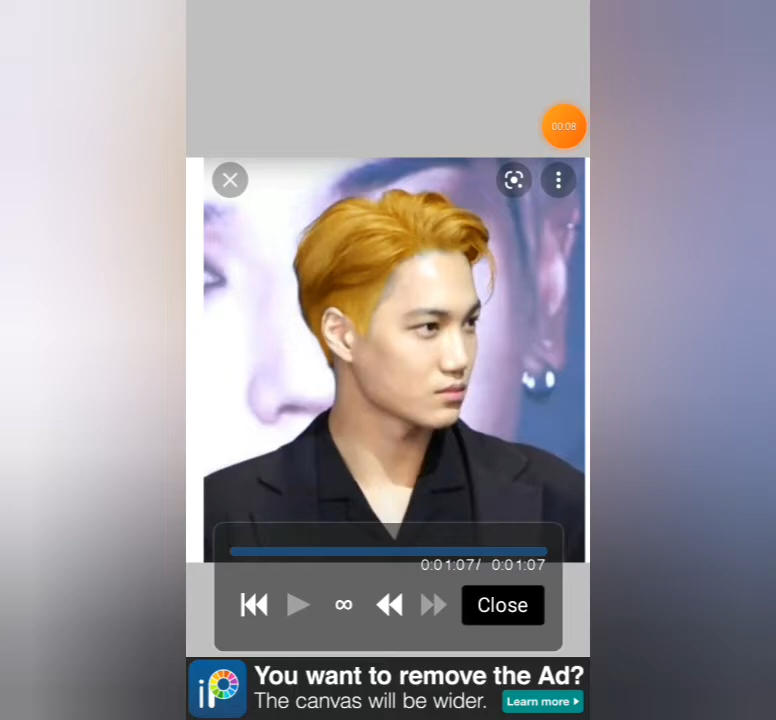 00:08
0:01:07/ 0:01:07
∞
Close
iP
You want to remove the Ad?
The canvas will be wider.
Learn more